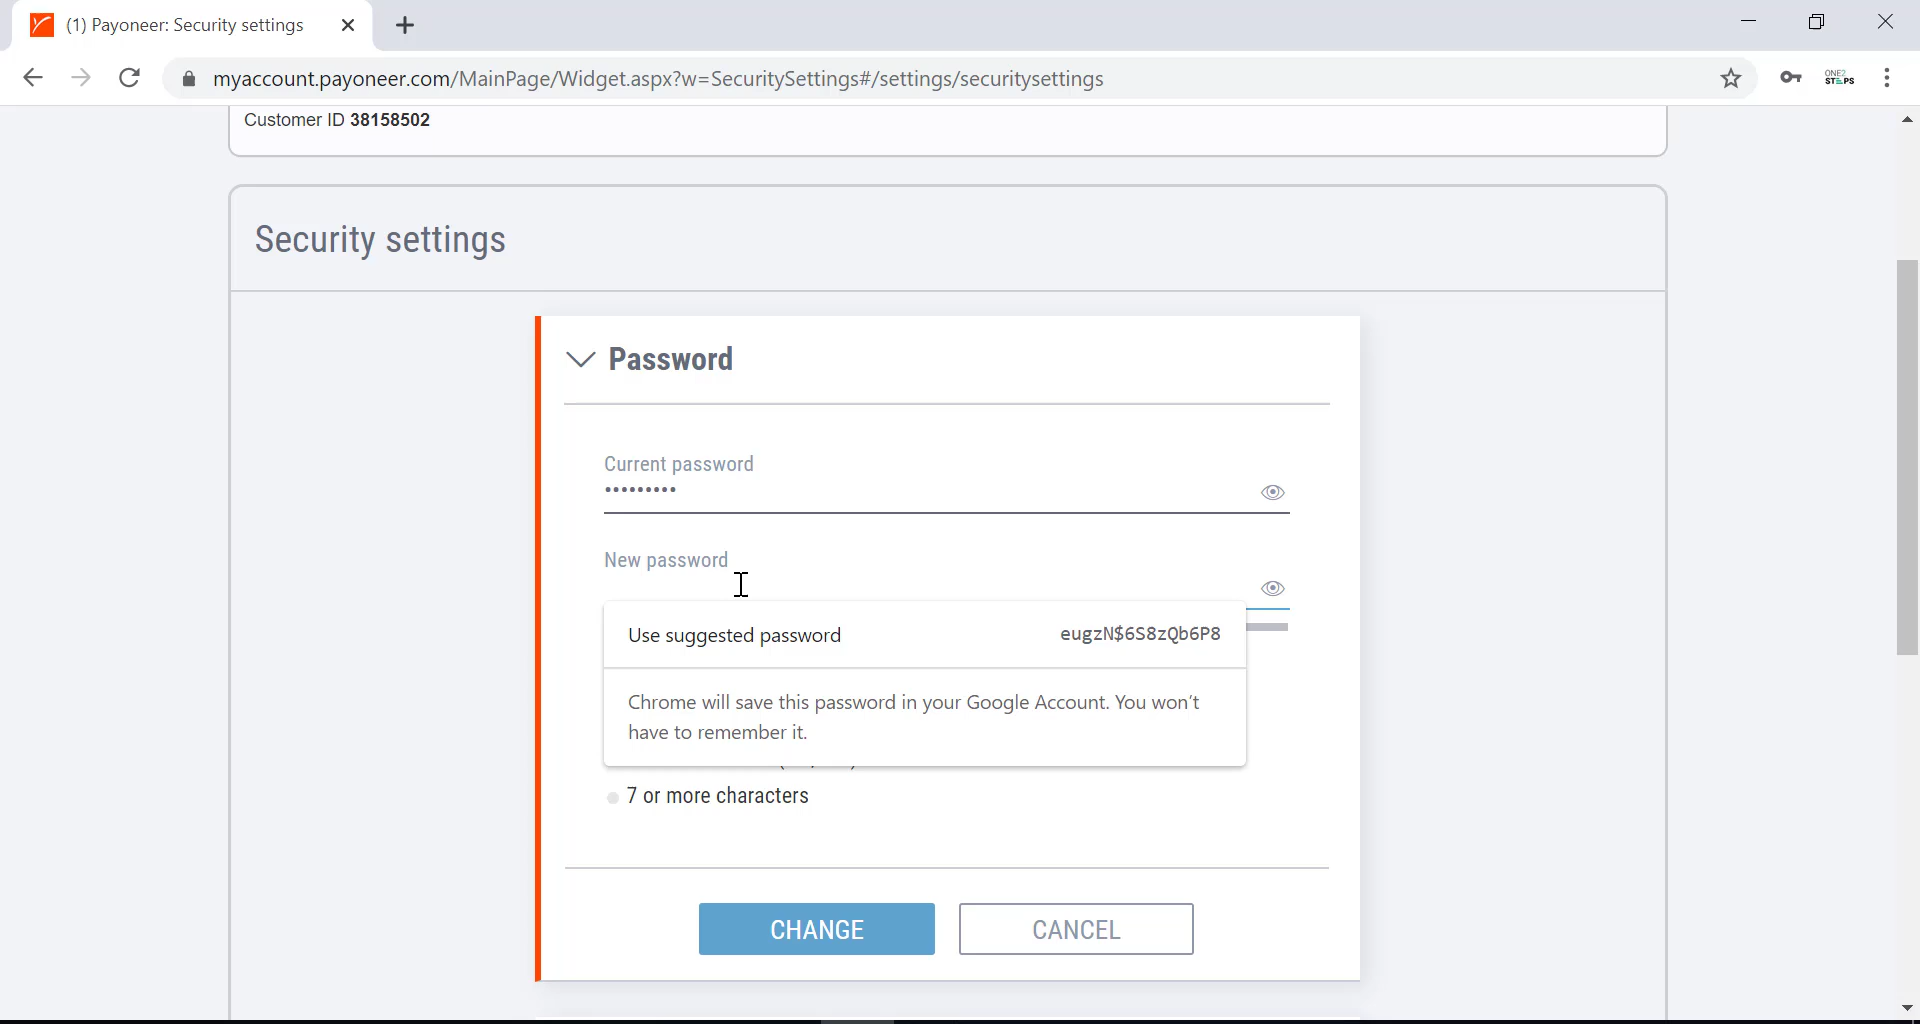 (1) Payoneer: Security settings
myaccount.payoneer.com/MainPage/Widget.aspx?w=SecuritySettings#/settings/securitysettings
ONE2
STEPS
Customer ID 38158502
Security settings
Password
Current password
•••••••••
New password
Use suggested password eugzN$6S8zQb6P8
Chrome will save this password in your Google Account. You won't
have to remember it.
7 or more characters
CHANGE CANCEL